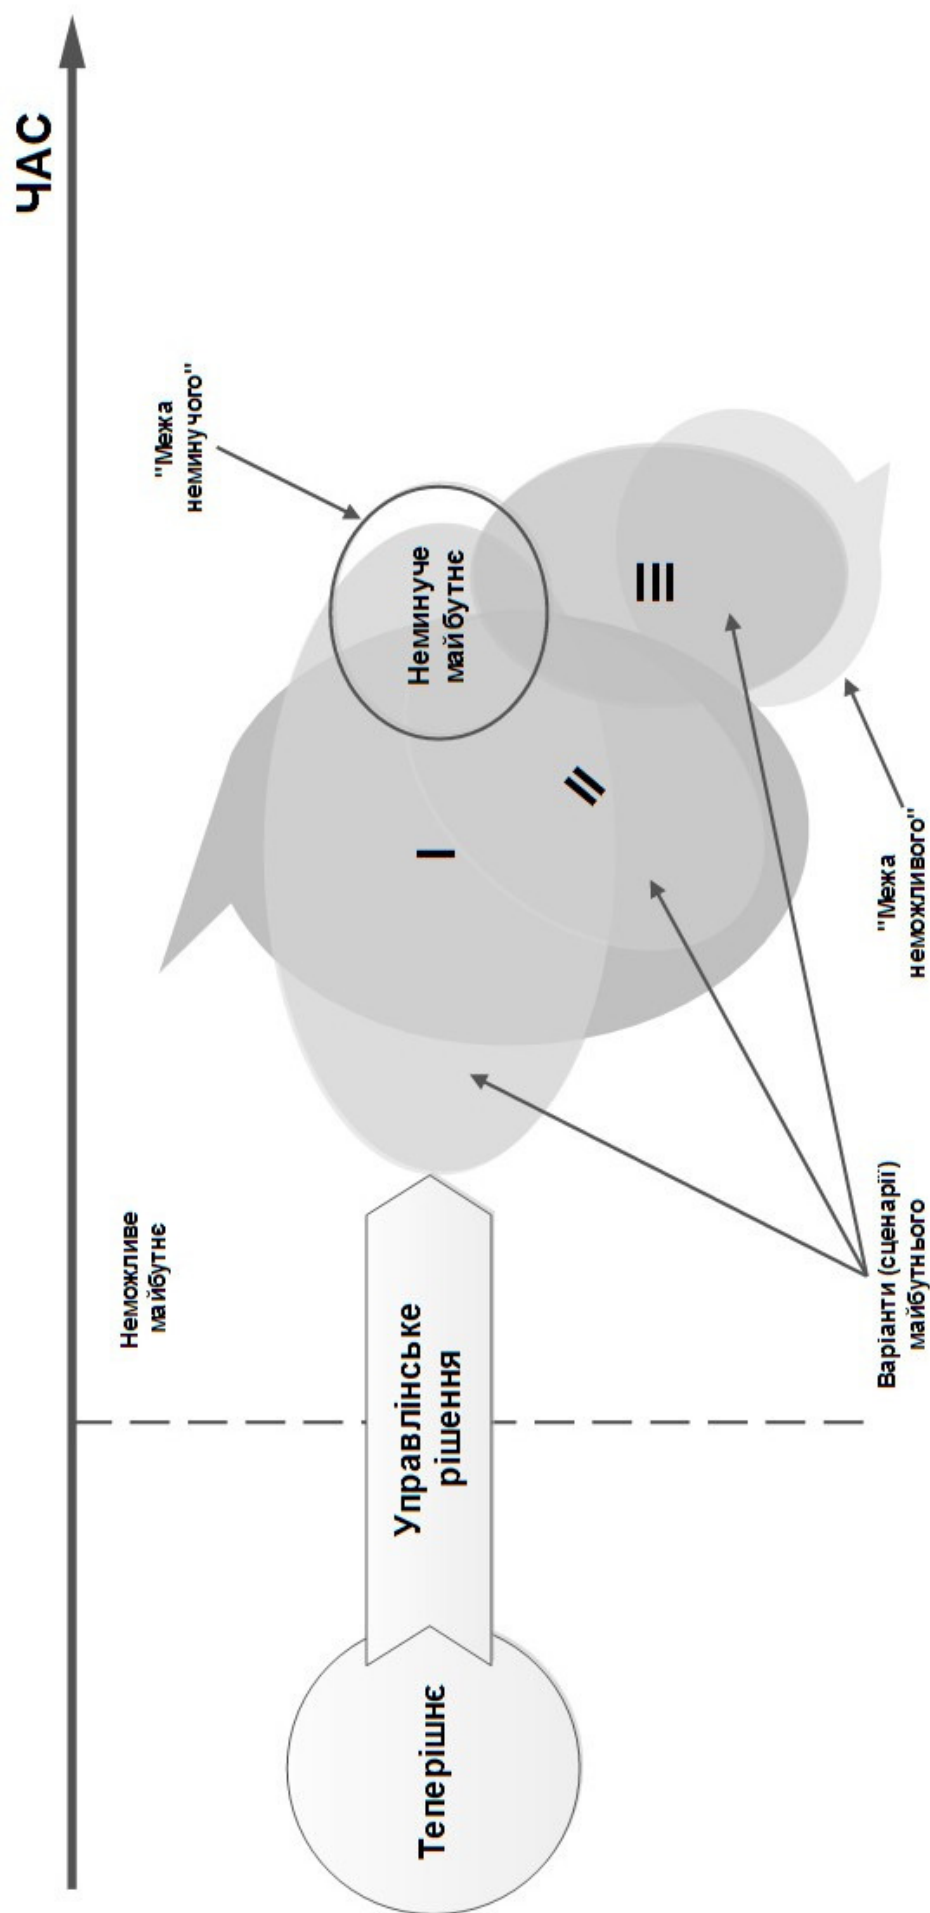 ЧАС
"Межа
неминучого"
Неминуче
майбутнє
III
II
I
"Межа
неможливого"
Неможливе
майбутнє
Варіанти (сценарії)
майбутнього
Управлінське
рішення
Теперішнє